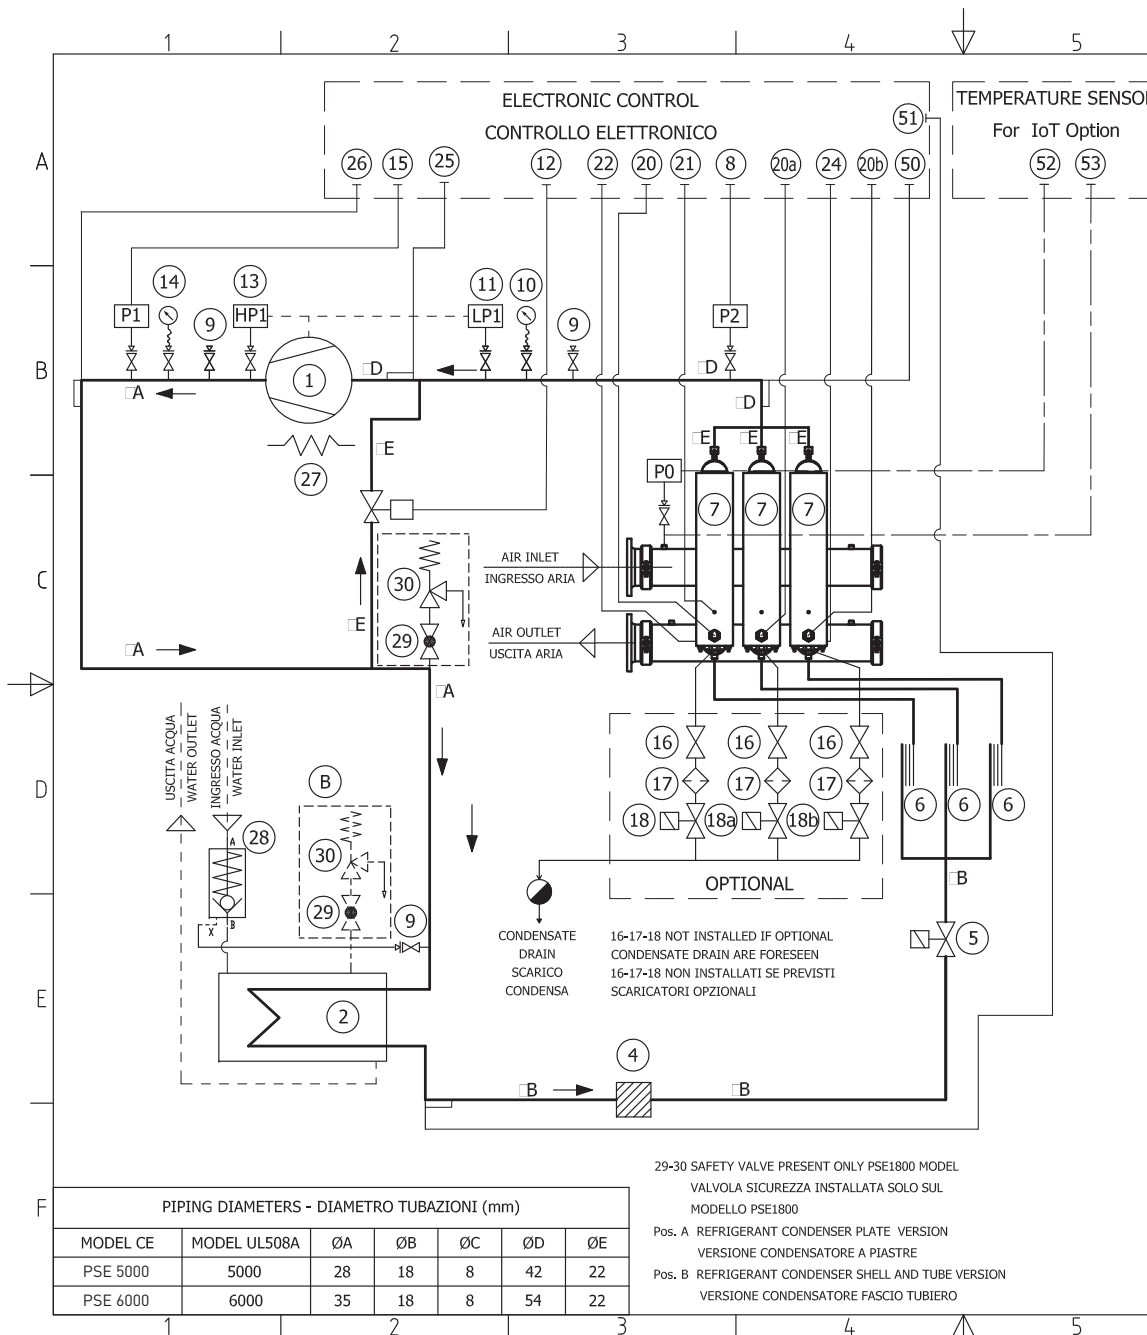 1 2 3 4 5
ELECTRONIC CONTROL
CONTROLLO ELETTRONICO
TEMPERATURE SENSO
For IoT Option
51
A
26 15 25 12 22 20 21 8 20a 24 20b 50 52 53
14 13 11 10
P1 9 HP1 LP1 9 P2
B
1
□D □D
□A
□D
□E □E □E □E
27
P0
7 7 7
C
AIR INLET
INGRESSO ARIA
30
□E
29
AIR OUTLET
USCITA ARIA
□A
□A
USCITA ACQUA
WATER OUTLET
INGRESSO ACQUA
WATER INLET
D
B
16 16 16
17 17 17
18 18a 18b
6 6 6
28
A
30
OPTIONAL
□B
29
9
X B
5
CONDENSATE
DRAIN
SCARICO
CONDENSA
16-17-18 NOT INSTALLED IF OPTIONAL
CONDENSATE DRAIN ARE FORESEEN
16-17-18 NON INSTALLATI SE PREVISTI
SCARICATORI OPZIONALI
E
2
4
□B □B
F
29-30 SAFETY VALVE PRESENT ONLY PSE1800 MODEL
VALVOLA SICUREZZA INSTALLATA SOLO SUL
MODELLO PSE1800
Pos. A REFRIGERANT CONDENSER PLATE VERSION
VERSIONE CONDENSATORE A PIASTRE
Pos. B REFRIGERANT CONDENSER SHELL AND TUBE VERSION
VERSIONE CONDENSATORE FASCIO TUBIERO
PIPING DIAMETERS - DIAMETRO TUBAZIONI (mm)
MODEL CE MODEL UL508A ØA ØB ØC ØD ØE
PSE 5000 5000 28 18 8 42 22
PSE 6000 6000 35 18 8 54 22
1 2 3 4 5